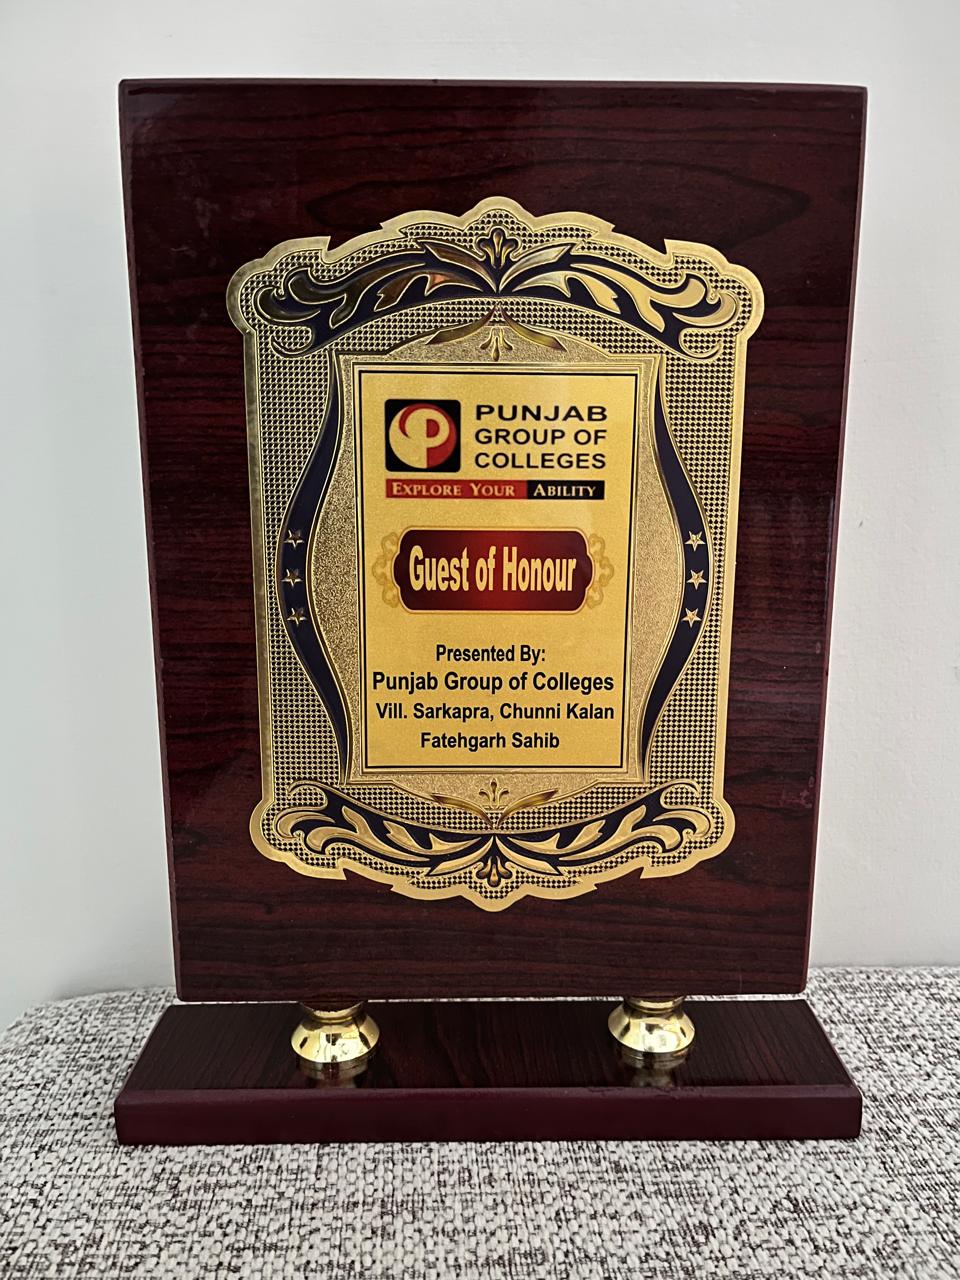 P
PUNJAB
GROUP OF
COLLEGES
EXPLORE YOUR ABILITY
Guest of Honour
Presented By:
Punjab Group of Colleges
Vill. Sarkapra, Chunni Kalan
Fatehgarh Sahib